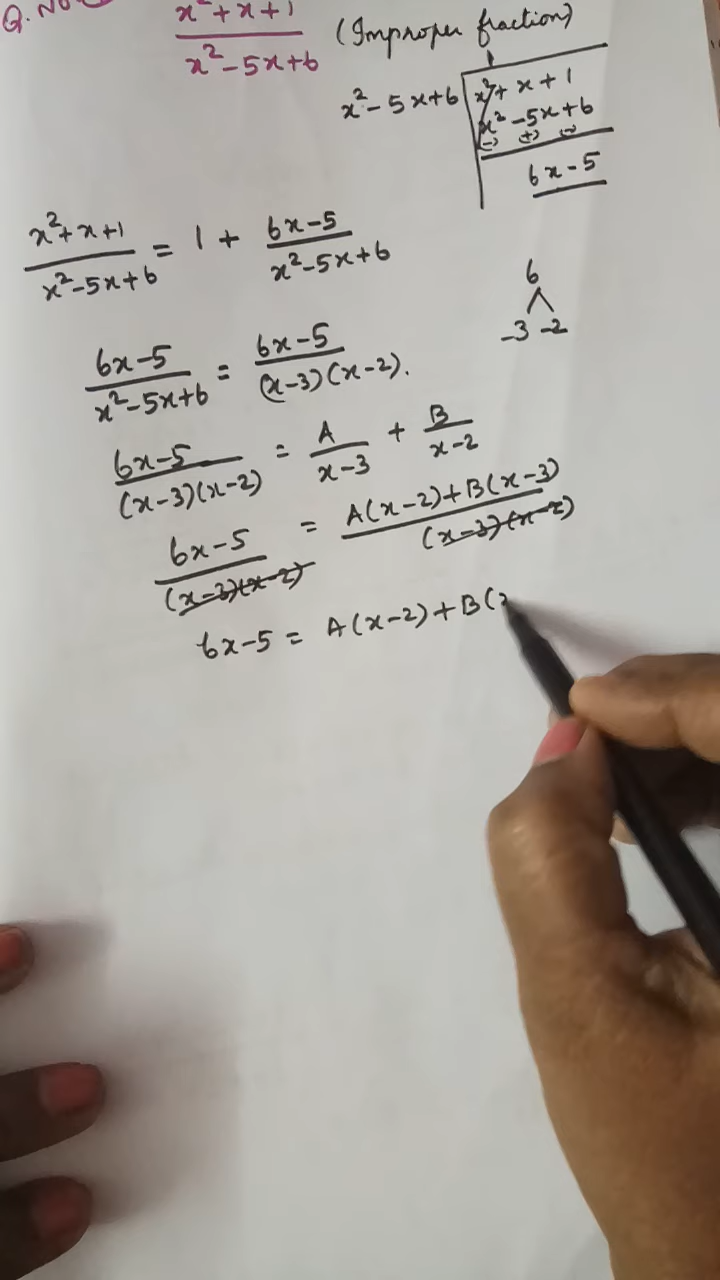 Q.No
x²+x+1 / x²-5x+6 (Improper fraction)
1
x²-5x+6 | x²+x+1
x²-5x+6
(-) (+) (-)
6x-5
x²+x+1 / x²-5x+6 = 1 + 6x-5 / x²-5x+6
6
-3 -2
6x-5 / x²-5x+6 = 6x-5 / (x-3)(x-2).
6x-5 / (x-3)(x-2) = A / x-3 + B / x-2
6x-5 / (x-3)(x-2) = A(x-2)+B(x-3) / (x-3)(x-2)
6x-5 = A(x-2)+B(